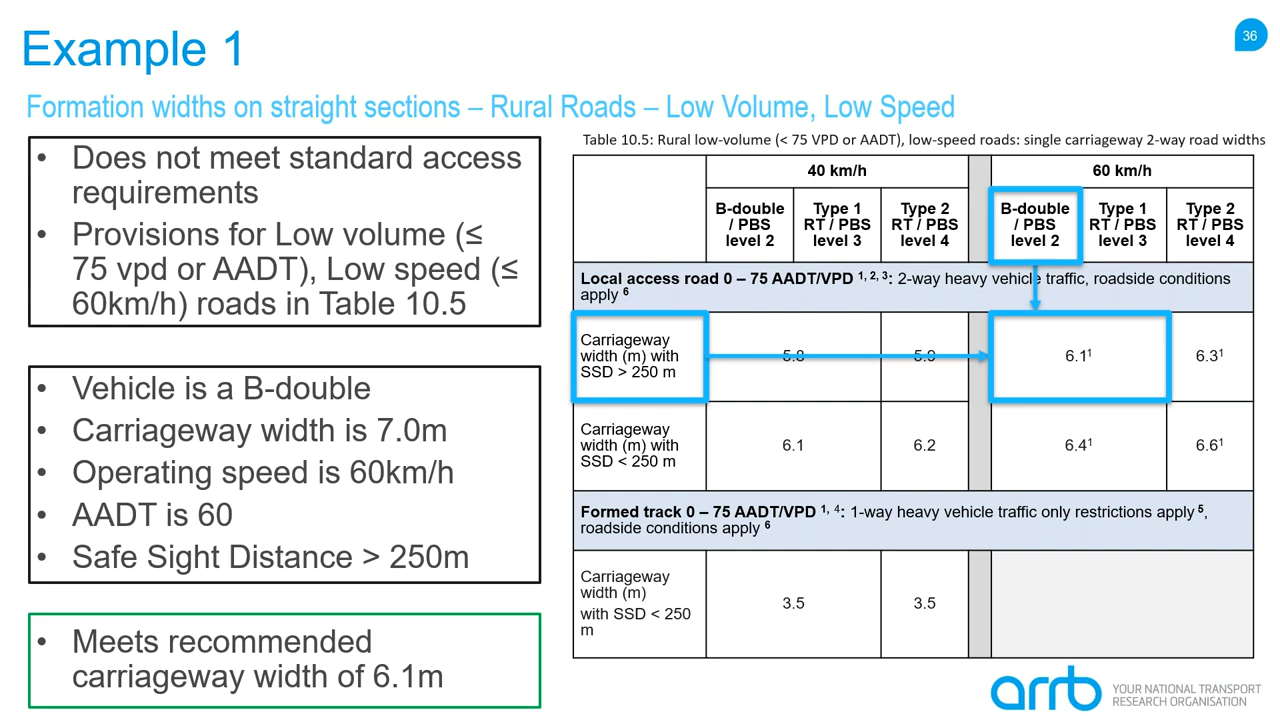 Example 1
36
Formation widths on straight sections – Rural Roads – Low Volume, Low Speed
• Does not meet standard access
requirements
• Provisions for Low volume (≤
75 vpd or AADT), Low speed (≤
60km/h) roads in Table 10.5
• Vehicle is a B-double
• Carriageway width is 7.0m
• Operating speed is 60km/h
• AADT is 60
• Safe Sight Distance > 250m
• Meets recommended
carriageway width of 6.1m
Table 10.5: Rural low-volume (< 75 VPD or AADT), low-speed roads: single carriageway 2-way road widths
40 km/h
60 km/h
B-double
/ PBS
level 2
Type 1
RT / PBS
level 3
Type 2
RT / PBS
level 4
B-double
/ PBS
level 2
Type 1
RT / PBS
level 3
Type 2
RT / PBS
level 4
Local access road 0 – 75 AADT/VPD 1, 2, 3: 2-way heavy vehicle traffic, roadside conditions
apply 6
Carriageway
width (m) with
SSD > 250 m
5.8
5.9
6.1¹
6.3¹
Carriageway
width (m) with
SSD < 250 m
6.1
6.2
6.4¹
6.6¹
Formed track 0 – 75 AADT/VPD 1, 4: 1-way heavy vehicle traffic only restrictions apply 5,
roadside conditions apply 6
Carriageway
width (m)
with SSD < 250
m
3.5
3.5
arrb
YOUR NATIONAL TRANSPORT
RESEARCH ORGANISATION